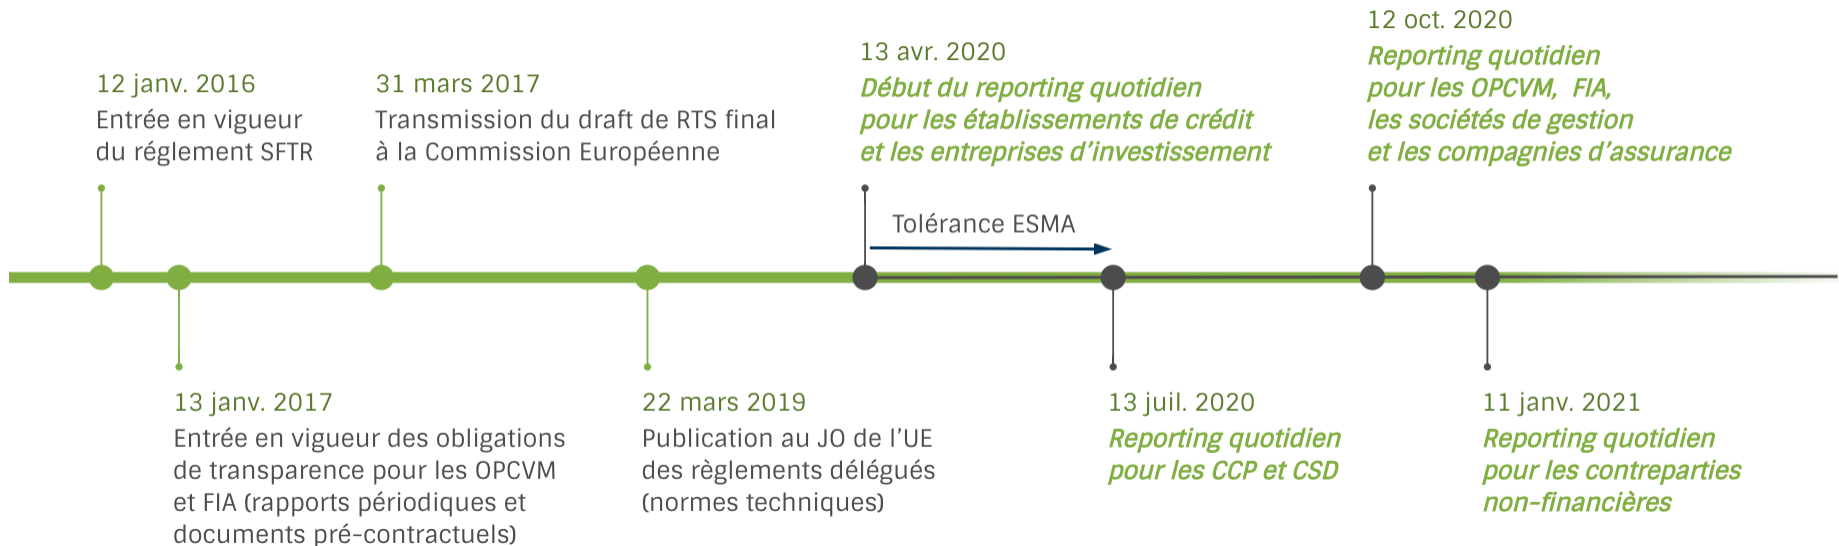 12 janv. 2016
Entrée en vigueur
du réglement SFTR
31 mars 2017
Transmission du draft de RTS final
à la Commission Européenne
13 avr. 2020
Début du reporting quotidien
pour les établissements de crédit
et les entreprises d'investissement
12 oct. 2020
Reporting quotidien
pour les OPCVM, FIA,
les sociétés de gestion
et les compagnies d'assurance
Tolérance ESMA
13 janv. 2017
Entrée en vigueur des obligations
de transparence pour les OPCVM
et FIA (rapports périodiques et
documents pré-contractuels)
22 mars 2019
Publication au JO de l'UE
des règlements délégués
(normes techniques)
13 juil. 2020
Reporting quotidien
pour les CCP et CSD
11 janv. 2021
Reporting quotidien
pour les contreparties
non-financières